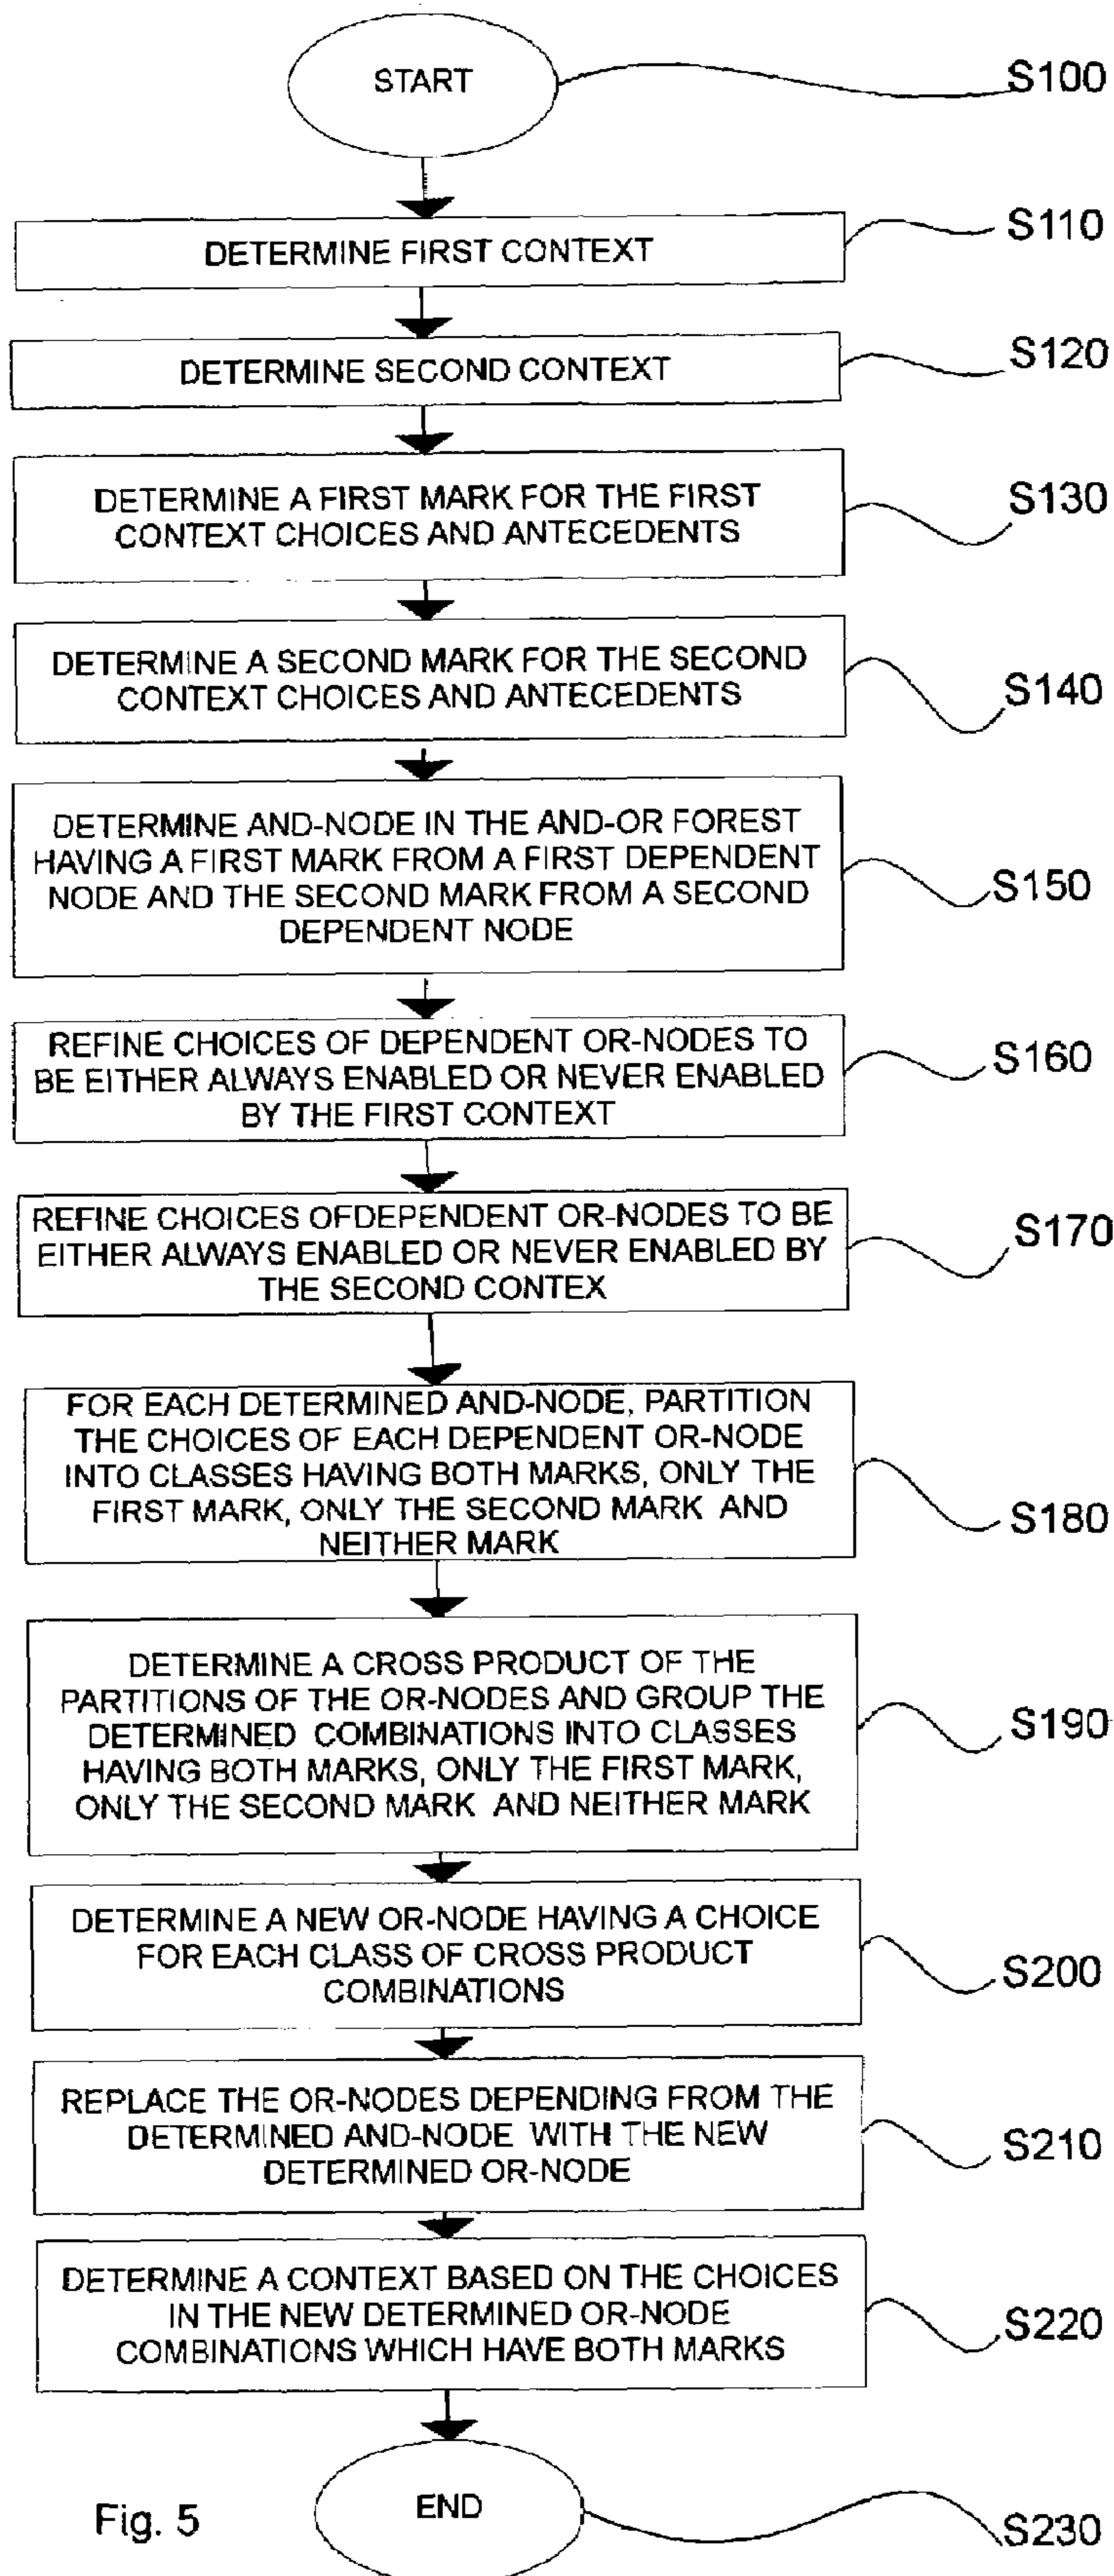 START
S100
DETERMINE FIRST CONTEXT
S110
DETERMINE SECOND CONTEXT
S120
DETERMINE A FIRST MARK FOR THE FIRST
CONTEXT CHOICES AND ANTECEDENTS
S130
DETERMINE A SECOND MARK FOR THE SECOND
CONTEXT CHOICES AND ANTECEDENTS
S140
DETERMINE AND-NODE IN THE AND-OR FOREST
HAVING A FIRST MARK FROM A FIRST DEPENDENT
NODE AND THE SECOND MARK FROM A SECOND
DEPENDENT NODE
S150
REFINE CHOICES OF DEPENDENT OR-NODES TO
BE EITHER ALWAYS ENABLED OR NEVER ENABLED
BY THE FIRST CONTEXT
S160
REFINE CHOICES OFDEPENDENT OR-NODES TO BE
EITHER ALWAYS ENABLED OR NEVER ENABLED BY
THE SECOND CONTEX
S170
FOR EACH DETERMINED AND-NODE, PARTITION
THE CHOICES OF EACH DEPENDENT OR-NODE
INTO CLASSES HAVING BOTH MARKS, ONLY THE
FIRST MARK, ONLY THE SECOND MARK AND
NEITHER MARK
S180
DETERMINE A CROSS PRODUCT OF THE
PARTITIONS OF THE OR-NODES AND GROUP THE
DETERMINED COMBINATIONS INTO CLASSES
HAVING BOTH MARKS, ONLY THE FIRST MARK,
ONLY THE SECOND MARK AND NEITHER MARK
S190
DETERMINE A NEW OR-NODE HAVING A CHOICE
FOR EACH CLASS OF CROSS PRODUCT
COMBINATIONS
S200
REPLACE THE OR-NODES DEPENDING FROM THE
DETERMINED AND-NODE WITH THE NEW
DETERMINED OR-NODE
S210
DETERMINE A CONTEXT BASED ON THE CHOICES
IN THE NEW DETERMINED OR-NODE
COMBINATIONS WHICH HAVE BOTH MARKS
S220
END
S230
Fig. 5